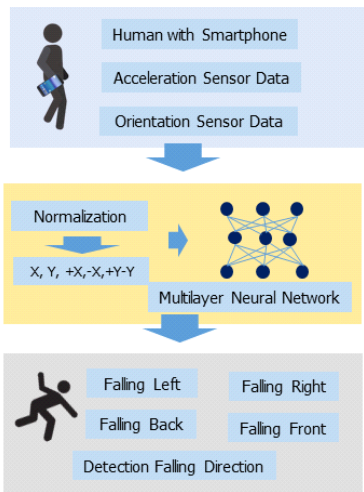 Human with Smartphone
Acceleration Sensor Data
Orientation Sensor Data
Normalization
X, Y, +X,-X,+Y-Y
Multilayer Neural Network
Falling Left
Falling Right
Falling Back
Falling Front
Detection Falling Direction